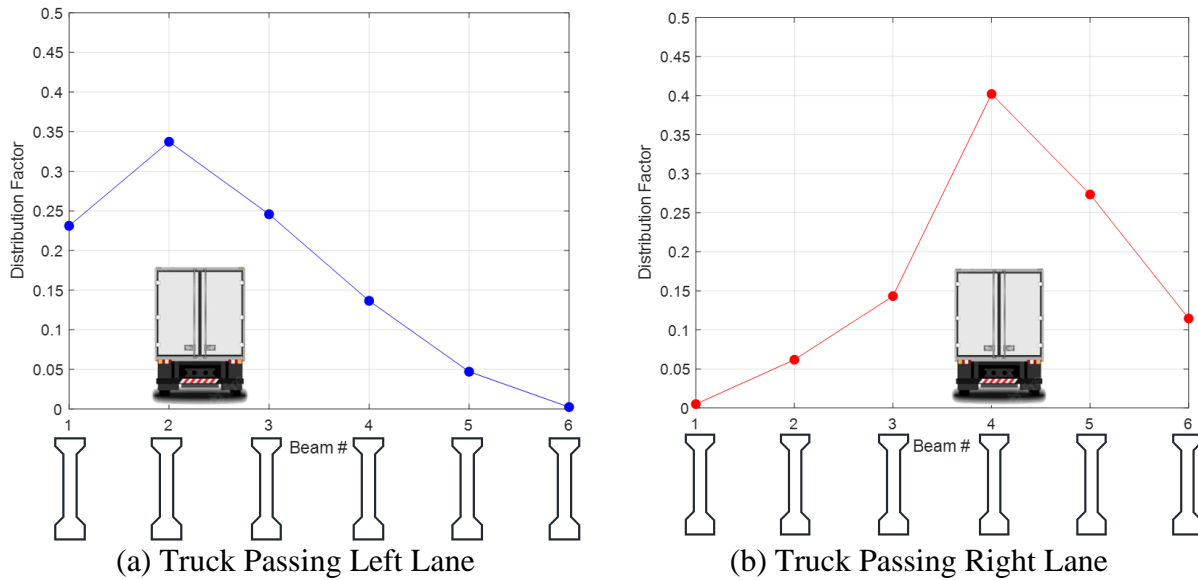 0.5
0.45
0.4
0.35
0.3
0.25
0.2
0.15
0.1
0.05
0
Distribution Factor
1 2 3 4 5 6
Beam #
(a) Truck Passing Left Lane
0.5
0.45
0.4
0.35
0.3
0.25
0.2
0.15
0.1
0.05
0
Distribution Factor
1 2 3 4 5 6
Beam #
(b) Truck Passing Right Lane